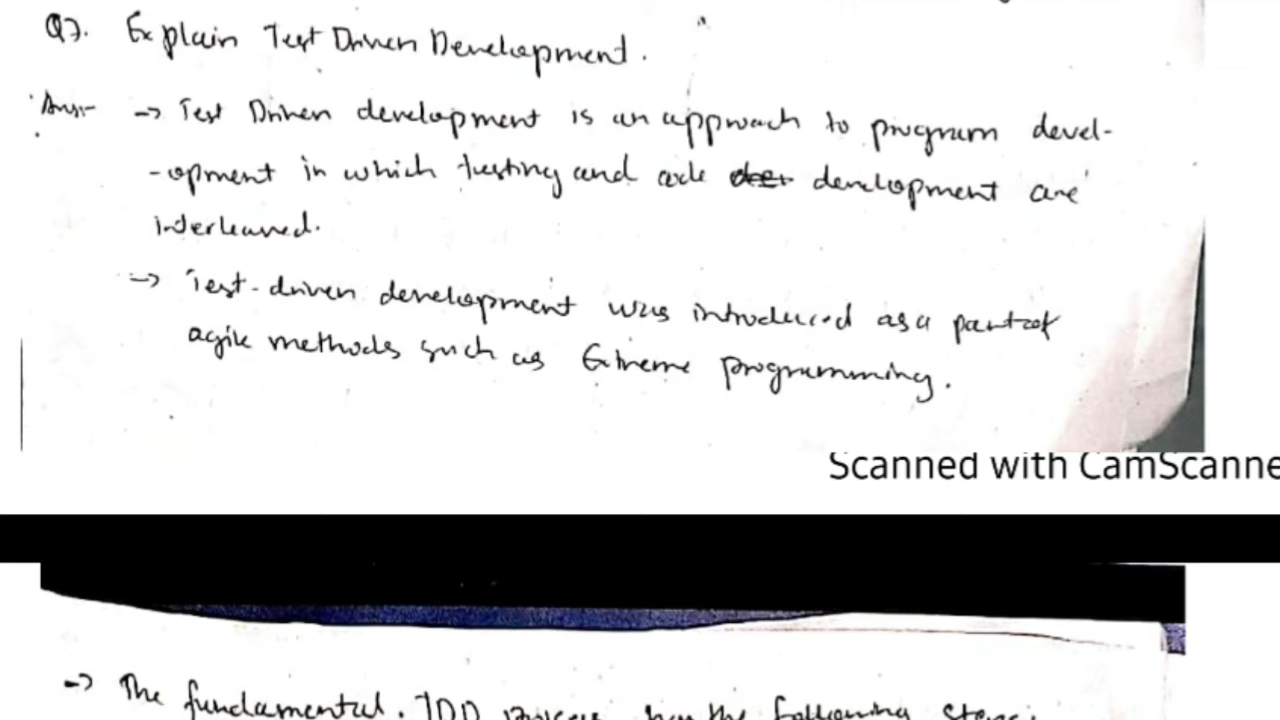 Q7. Explain Test Driven Development.
Ans:- → Test Driven development is an approach to program devel-
-opment in which testing and code development are
interleaved.
→ Test-driven development was introduced as a part of
agile methods such as Extreme programming.
Scanned with CamScanne
→ The fundamental TDD process has the following steps: